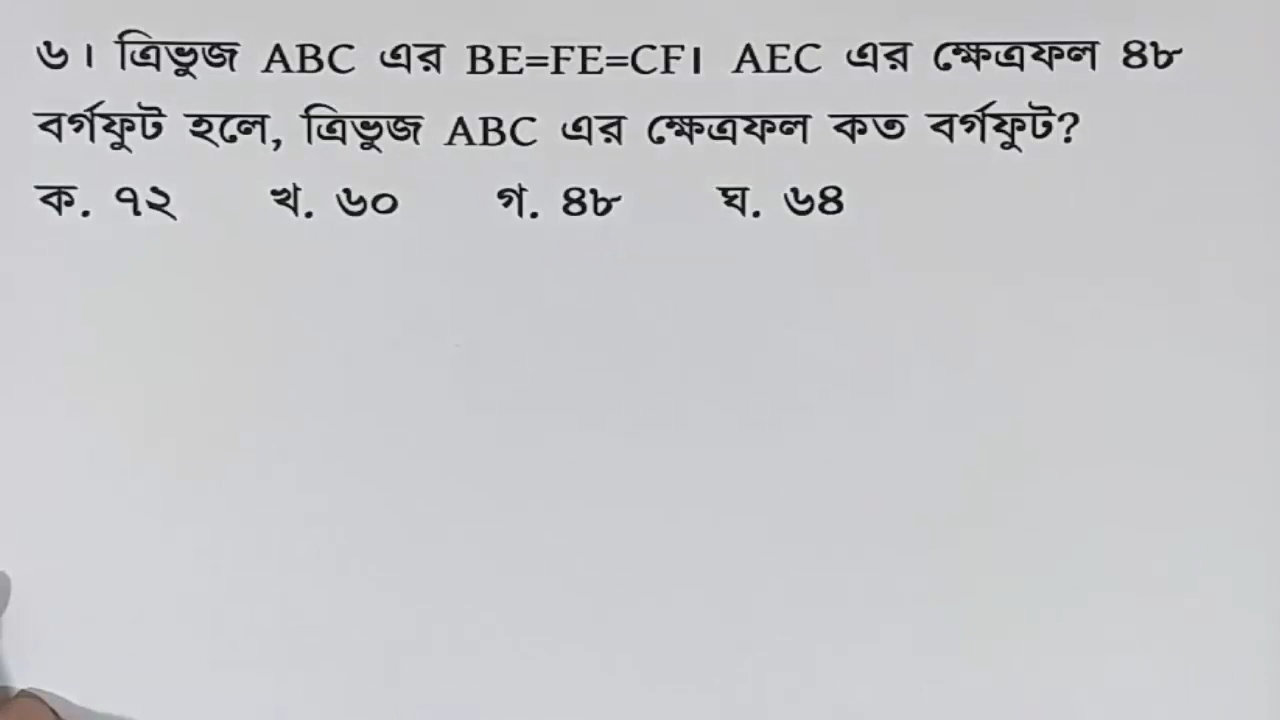 ৬। ত্রিভুজ ABC এর BE=FE=CF। AEC এর ক্ষেত্রফল ৪৮
বর্গফুট হলে, ত্রিভুজ ABC এর ক্ষেত্রফল কত বর্গফুট?
ক. ৭২ খ. ৬০ গ. ৪৮ ঘ. ৬৪